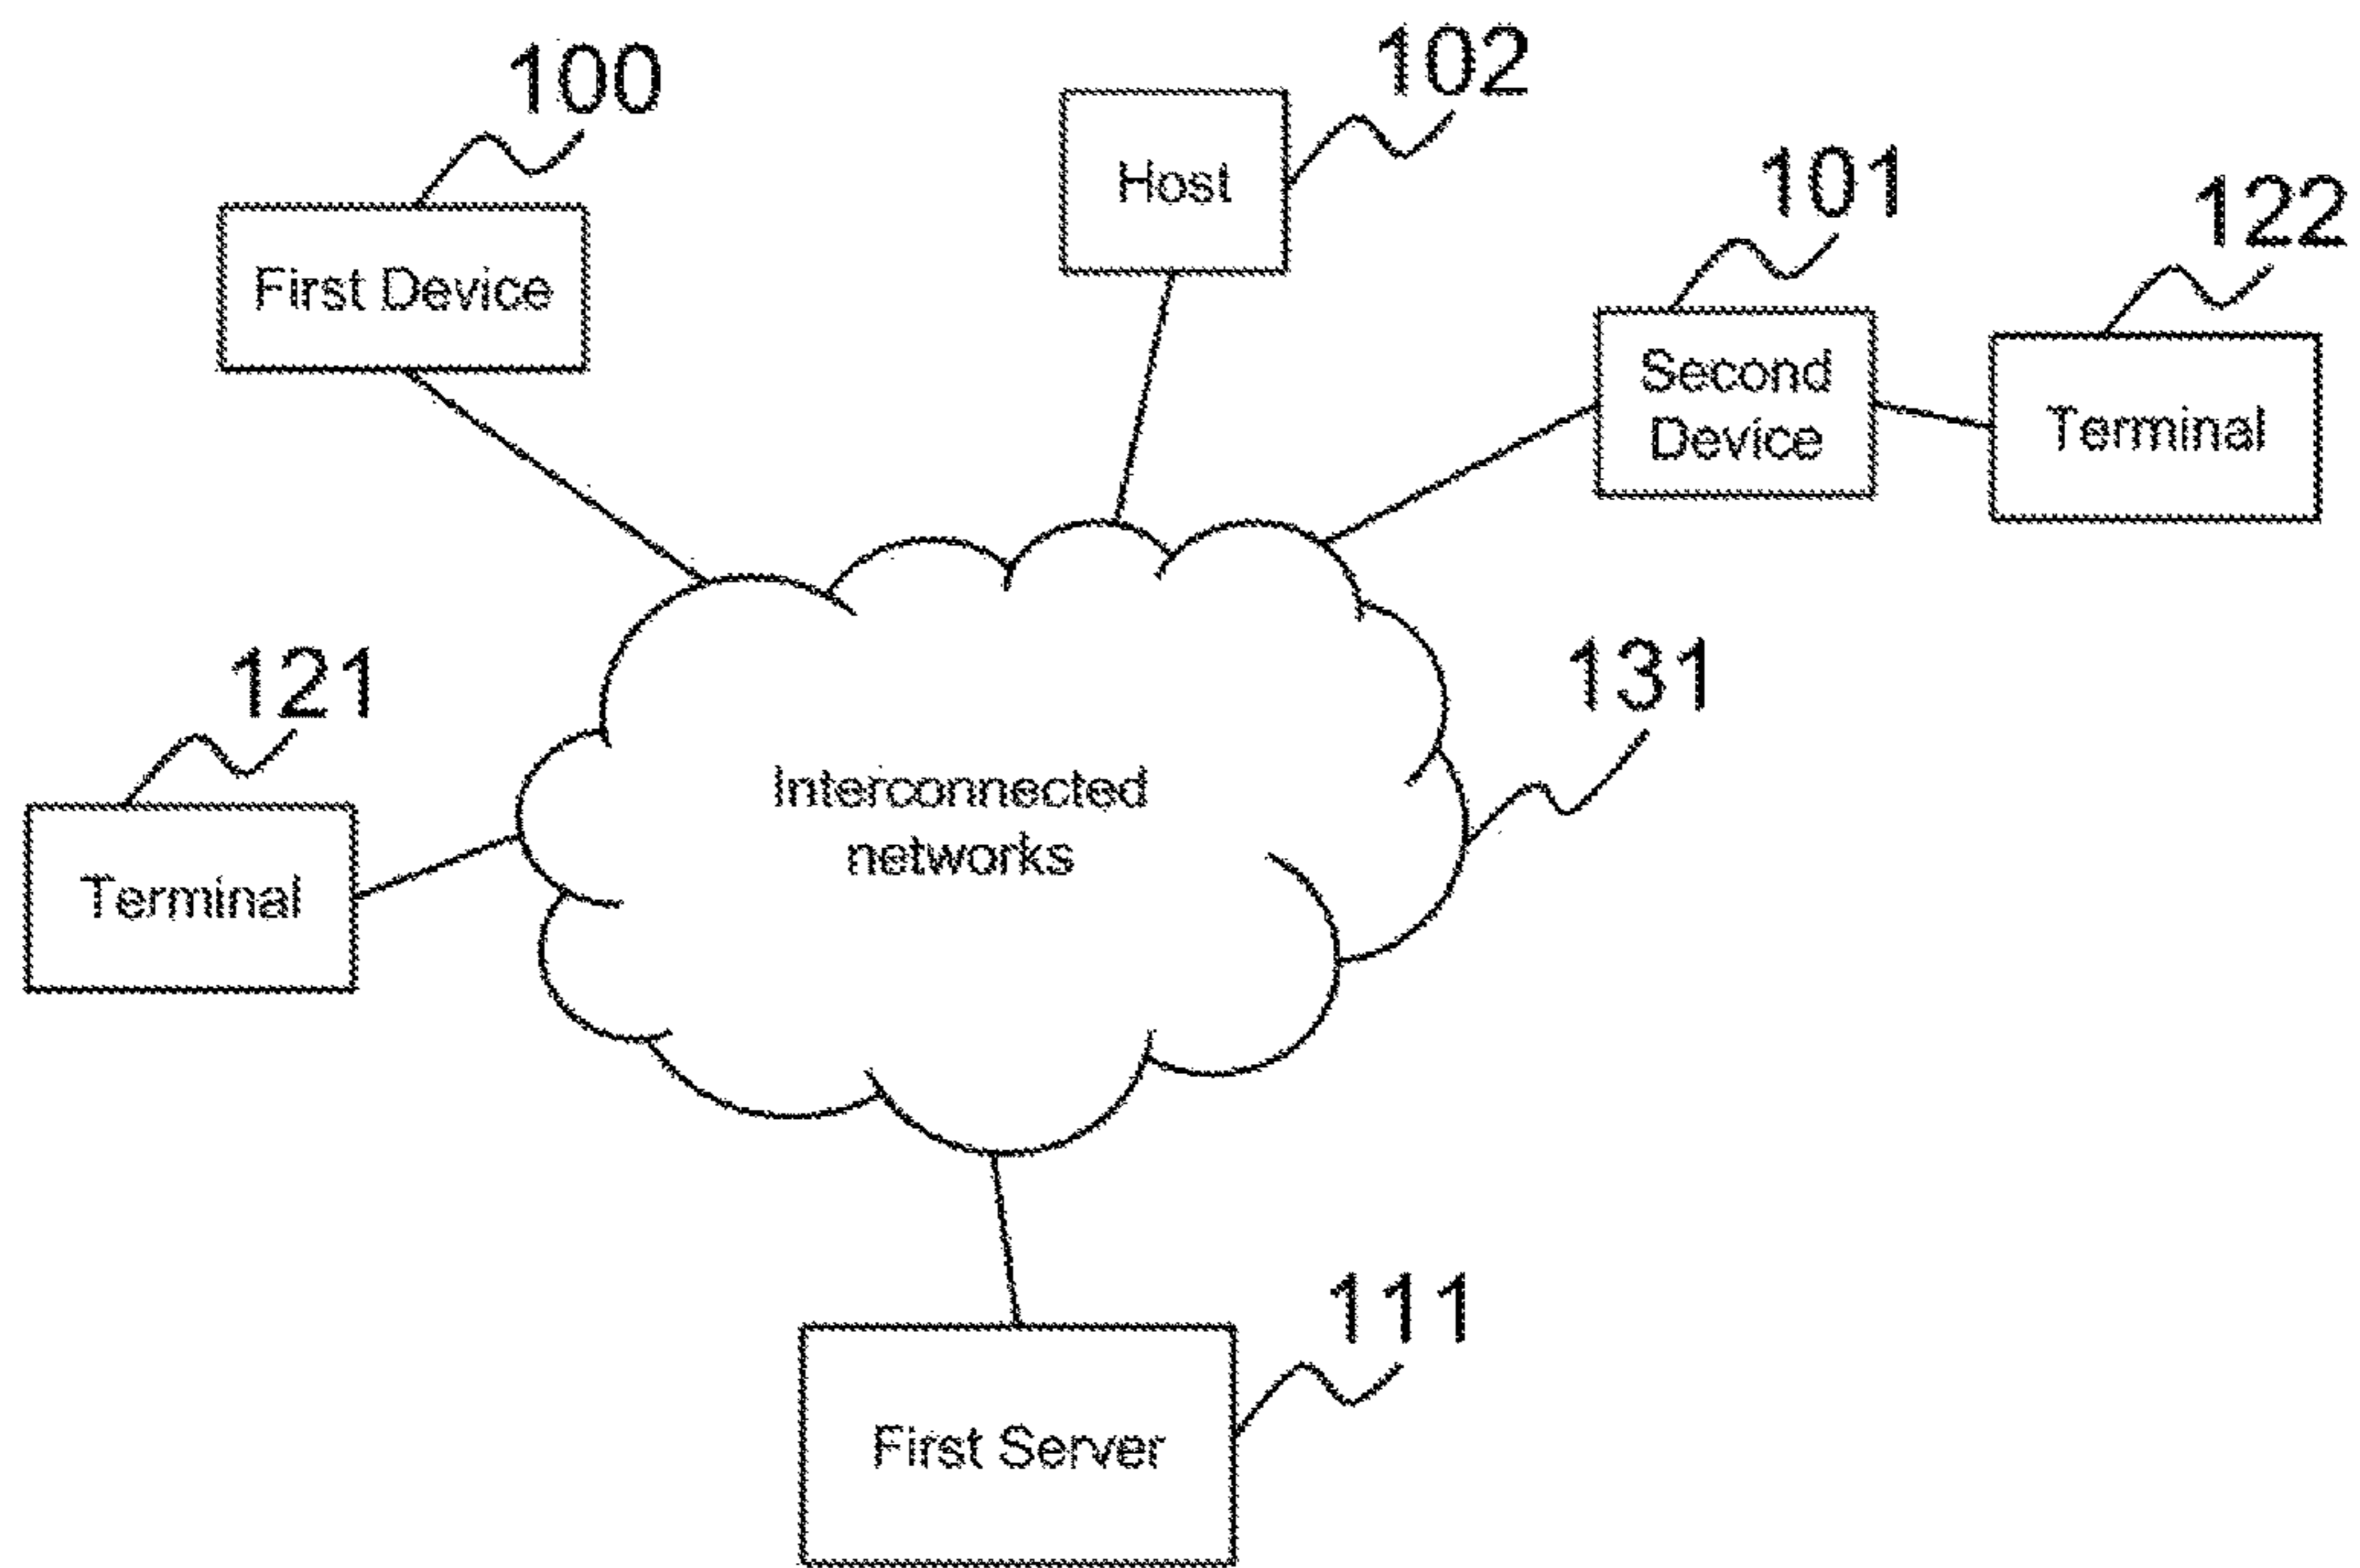 100
102
First Device
Host
101
122
Second
Device
Terminal
121
131
Terminal
Interconnected
networks
111
First Server